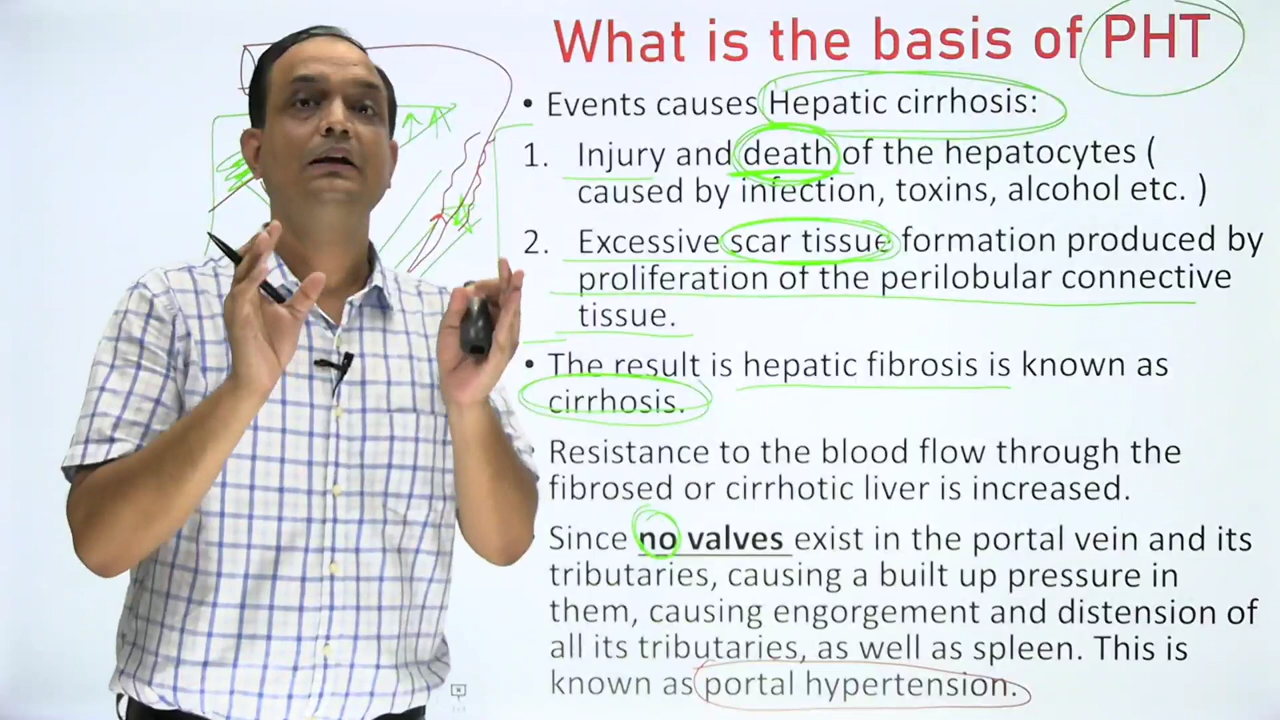 What is the basis of PHT
• Events causes Hepatic cirrhosis:
1. Injury and death of the hepatocytes (
caused by infection, toxins, alcohol etc. )
2. Excessive scar tissue formation produced by
proliferation of the perilobular connective
tissue.
• The result is hepatic fibrosis is known as
cirrhosis.
Resistance to the blood flow through the
fibrosed or cirrhotic liver is increased.
Since no valves exist in the portal vein and its
tributaries, causing a built up pressure in
them, causing engorgement and distension of
all its tributaries, as well as spleen. This is
known as portal hypertension.